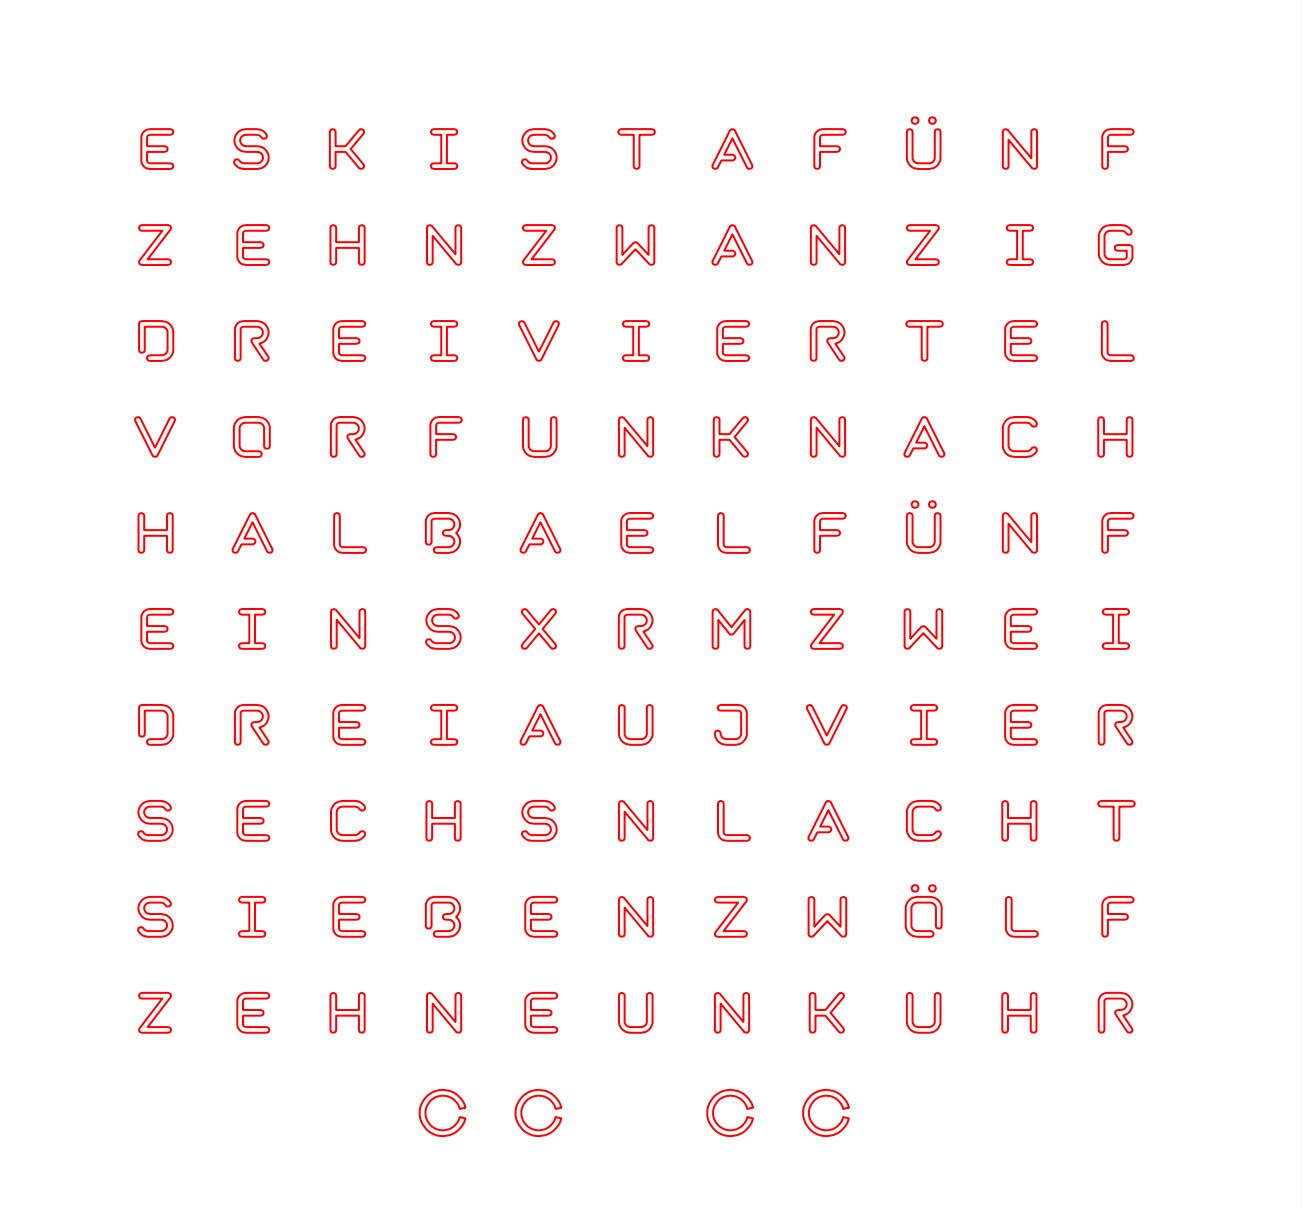 E S K I S T A F Ü N F
Z E H N Z W A N Z I G
D R E I V I E R T E L
V O R F U N K N A C H
H A L B A E L F Ü N F
E I N S X R M Z W E I
D R E I A U J V I E R
S E C H S N L A C H T
S I E B E N Z W Ö L F
Z E H N E U N K U H R
C C C C